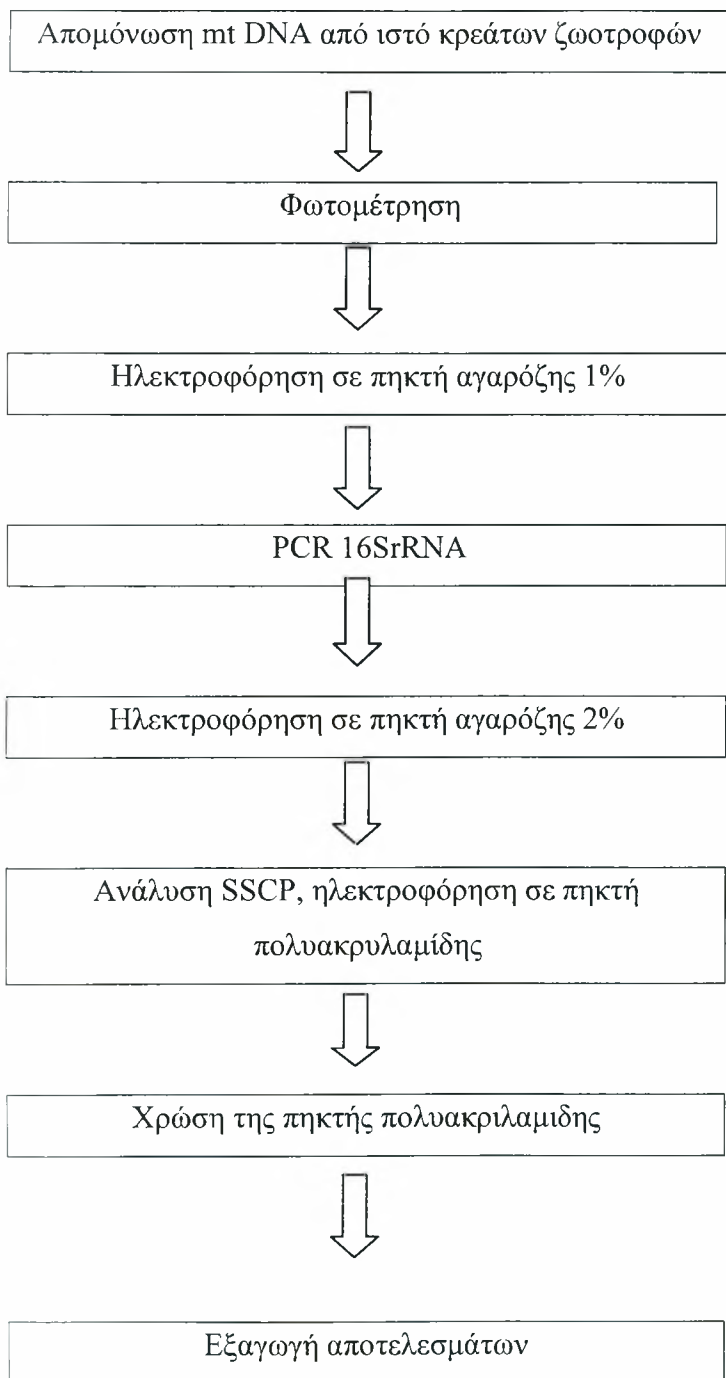 Απομόνωση mt DNA από ιστό κρεάτων ζωοτροφών
Φωτομέτρηση
Ηλεκτροφόρηση σε πηκτή αγαρόζης 1%
PCR 16SrRNA
Ηλεκτροφόρηση σε πηκτή αγαρόζης 2%
Ανάλυση SSCP, ηλεκτροφόρηση σε πηκτή
πολυακρυλαμίδης
Χρώση της πηκτής πολυακριλαμιδης
Εξαγωγή αποτελεσμάτων